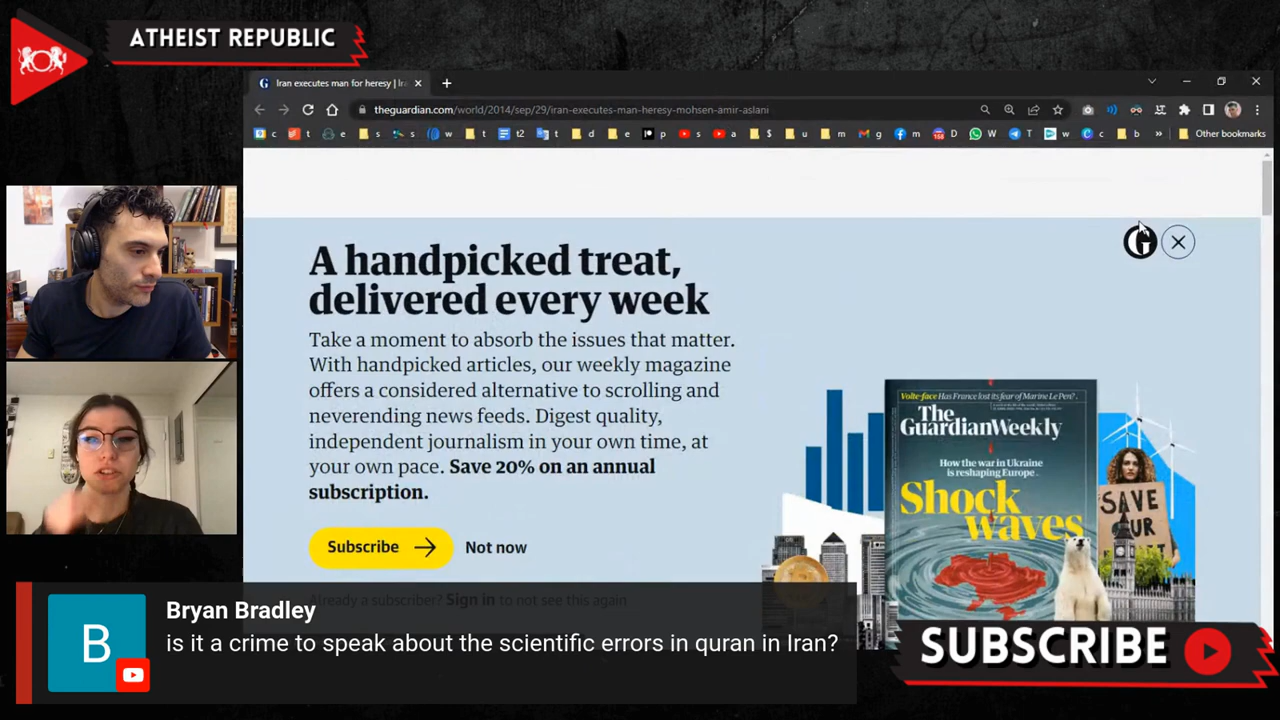 ATHEIST REPUBLIC
Iran executes man for heresy | Ira
theguardian.com/world/2014/sep/29/iran-executes-man-heresy-mohsen-amir-aslani
c t e s s w t t2 t d e p s a $ u m g m D W T w c b » Other bookmarks
A handpicked treat,
delivered every week
Take a moment to absorb the issues that matter.
With handpicked articles, our weekly magazine
offers a considered alternative to scrolling and
neverending news feeds. Digest quality,
independent journalism in your own time, at
your own pace. Save 20% on an annual
subscription.
Subscribe
Not now
Already a subscriber? Sign in to not see this again
Volte-face Has France lost its fear of Marine Le Pen?
The
GuardianWeekly
How the war in Ukraine
is reshaping Europe
Shock
waves
SAVE
OUR
B
Bryan Bradley
is it a crime to speak about the scientific errors in quran in Iran?
SUBSCRIBE